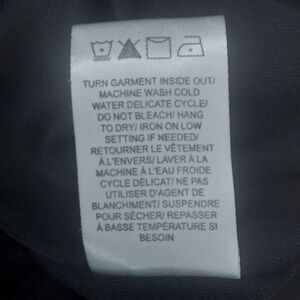 TURN GARMENT INSIDE OUT/
MACHINE WASH COLD
WATER DELICATE CYCLE/
DO NOT BLEACH/ HANG
TO DRY/ IRON ON LOW
SETTING IF NEEDED/
RETOURNER LE VÊTEMENT
À L'ENVERS/ LAVER À LA
MACHINE À L'EAU FROIDE
CYCLE DÉLICAT/ NE PAS
UTILISER D'AGENT DE
BLANCHIMENT/ SUSPENDRE
POUR SÉCHER/ REPASSER
À BASSE TEMPÉRATURE SI
BESOIN